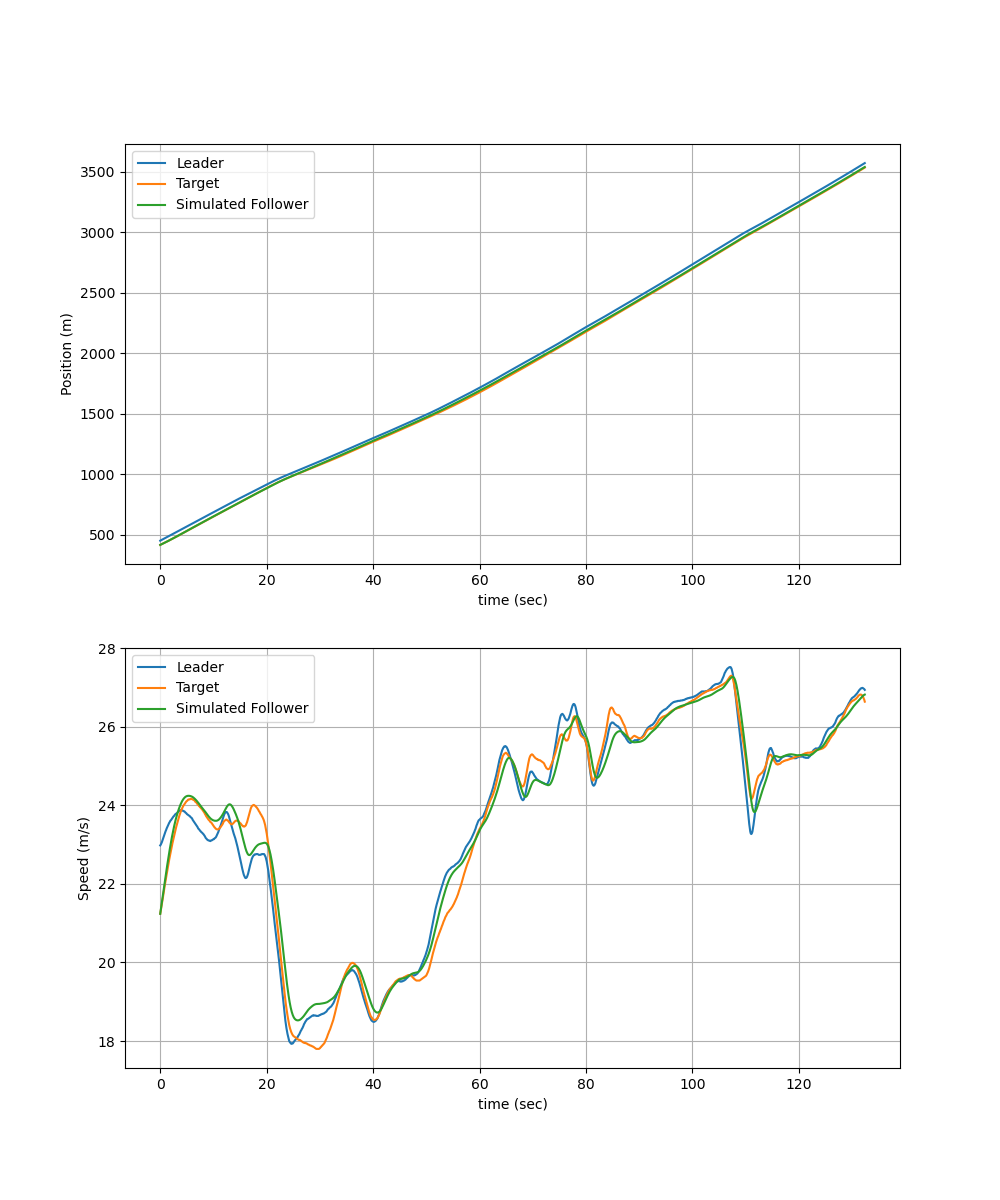 Leader
Target
Simulated Follower
3500
3000
2500
2000
1500
1000
500
Position (m)
0 20 40 60 80 100 120
time (sec)
Leader
Target
Simulated Follower
28
26
24
22
20
18
Speed (m/s)
0 20 40 60 80 100 120
time (sec)